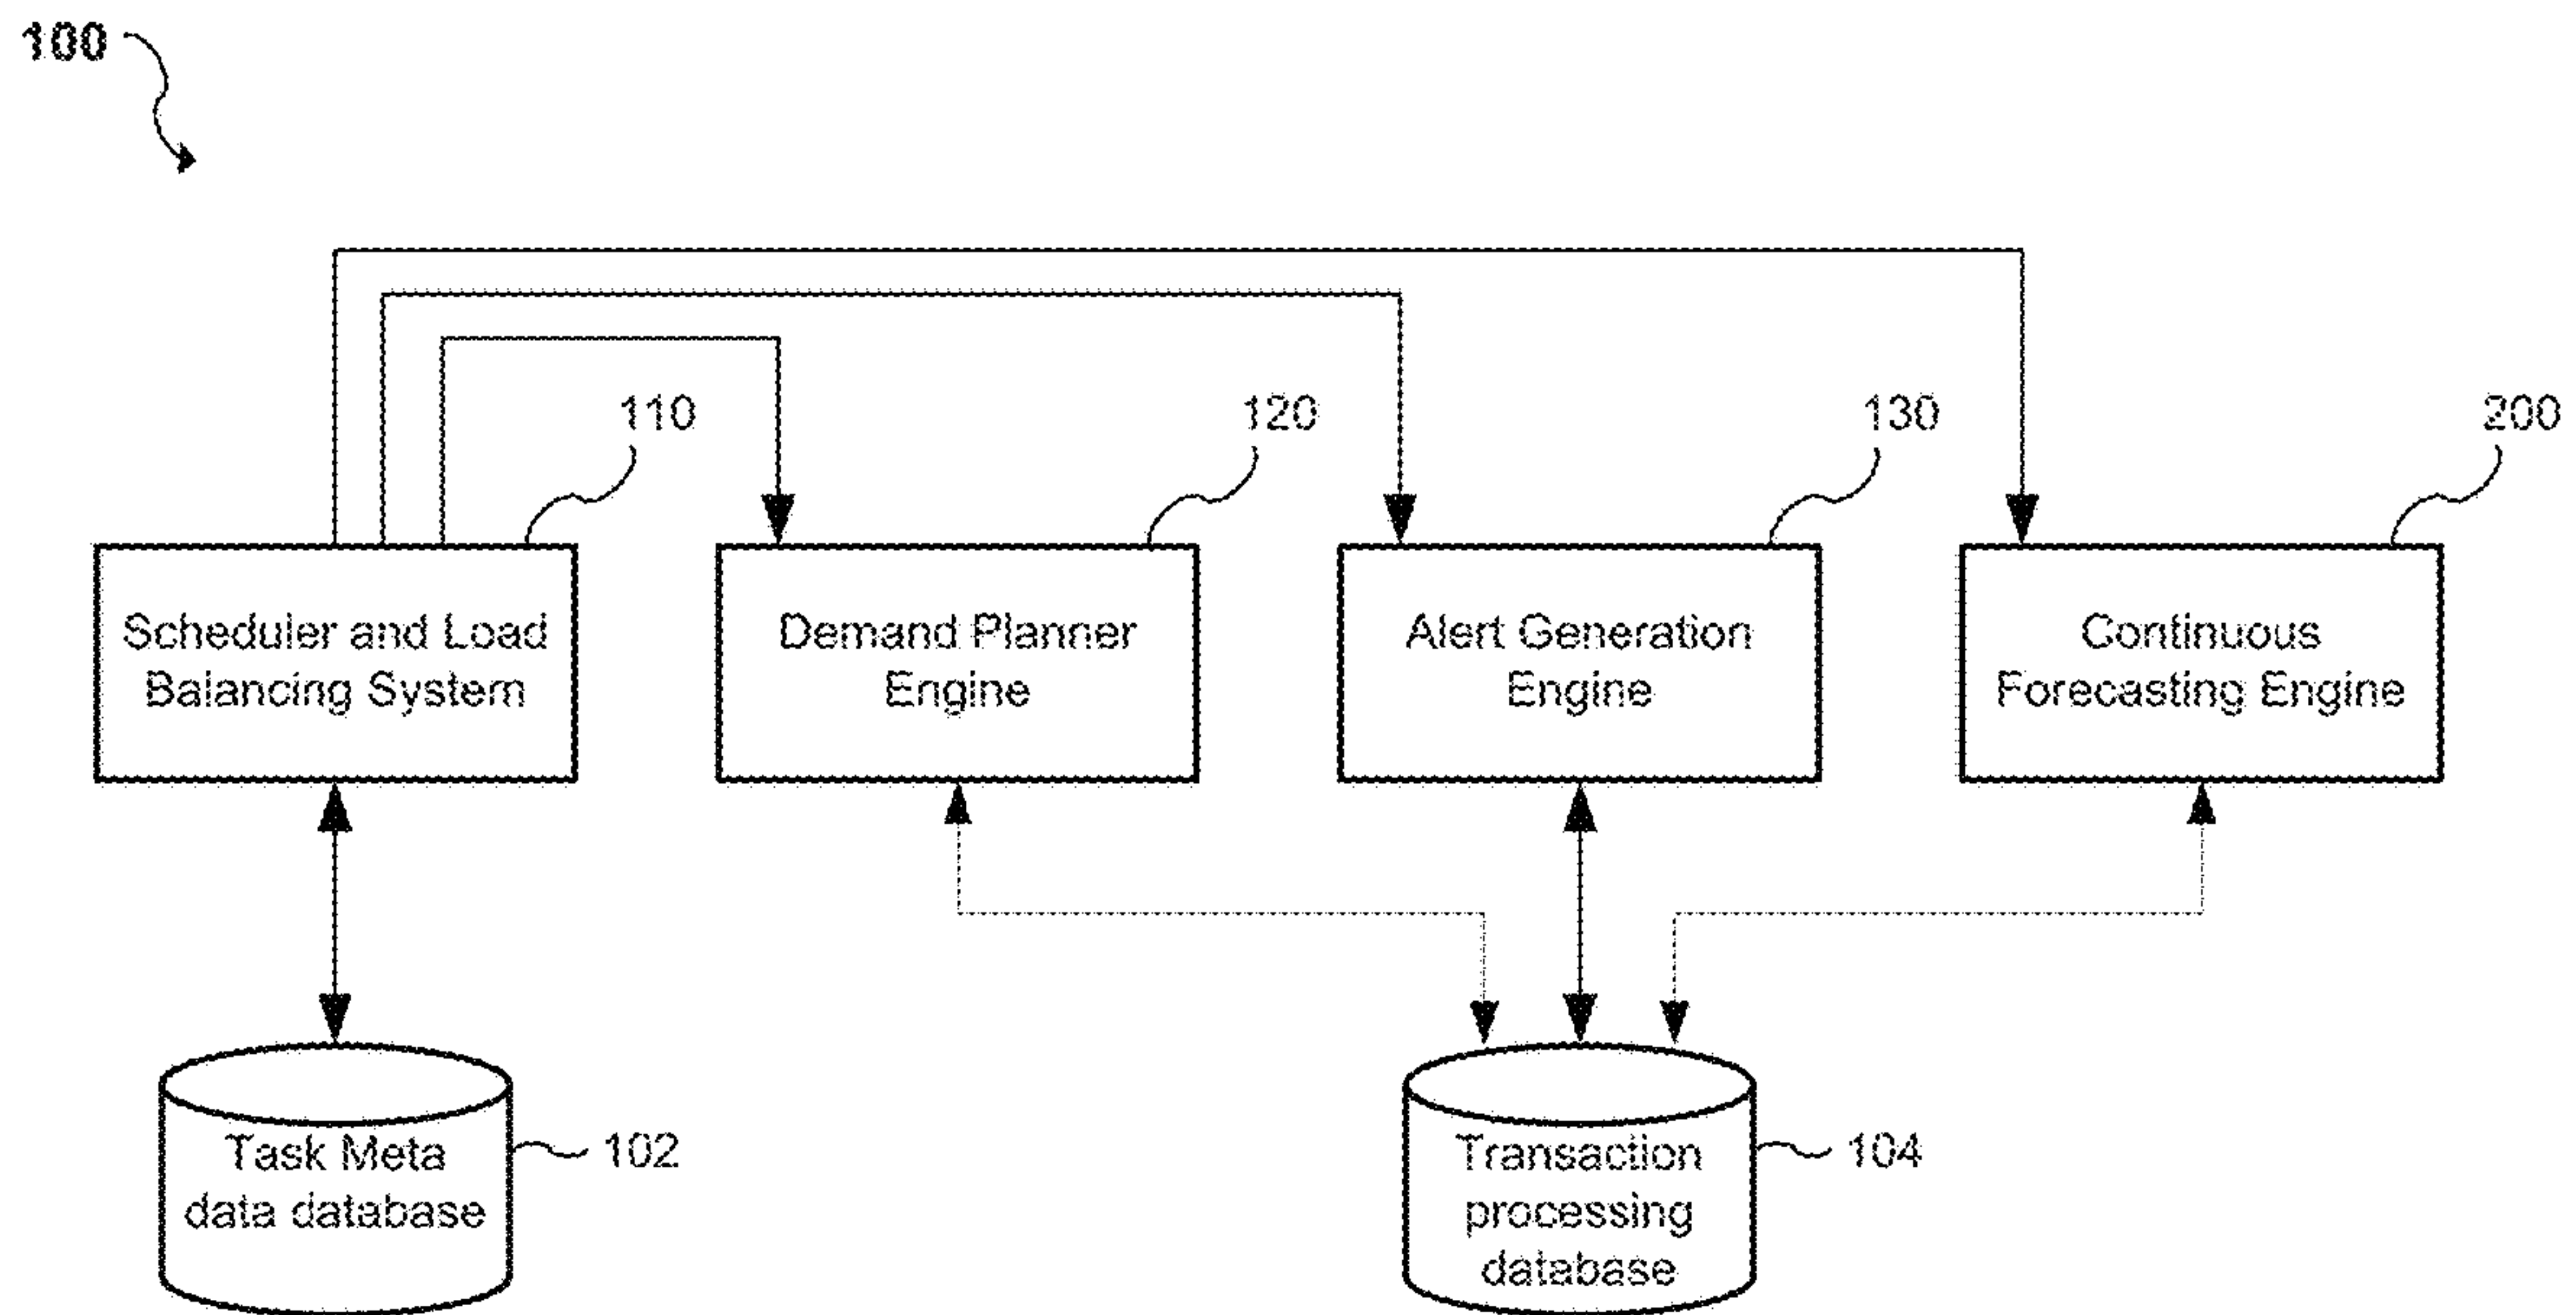 100
110
120
130
200
Scheduler and Load
Balancing System
Demand Planner
Engine
Alert Generation
Engine
Continuous
Forecasting Engine
Task Meta
data database
102
Transaction
processing
database
104